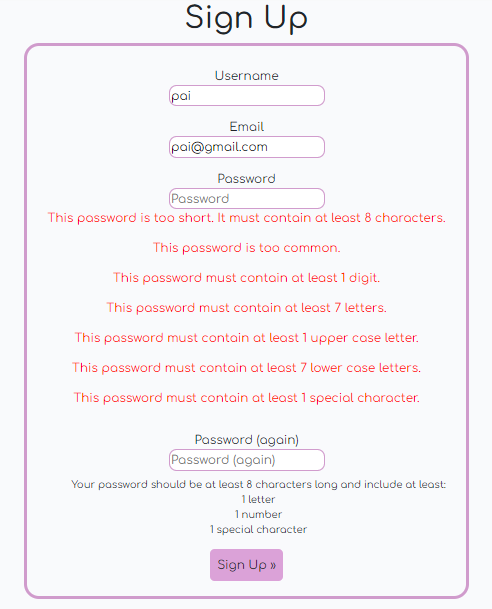 Sign Up
Username
pai
Email
pai@gmail.com
Password
Password
This password is too short. It must contain at least 8 characters.
This password is too common.
This password must contain at least 1 digit.
This password must contain at least 7 letters.
This password must contain at least 1 upper case letter.
This password must contain at least 7 lower case letters.
This password must contain at least 1 special character.
Password (again)
Password (again)
Your password should be at least 8 characters long and include at least:
1 letter
1 number
1 special character
Sign Up »